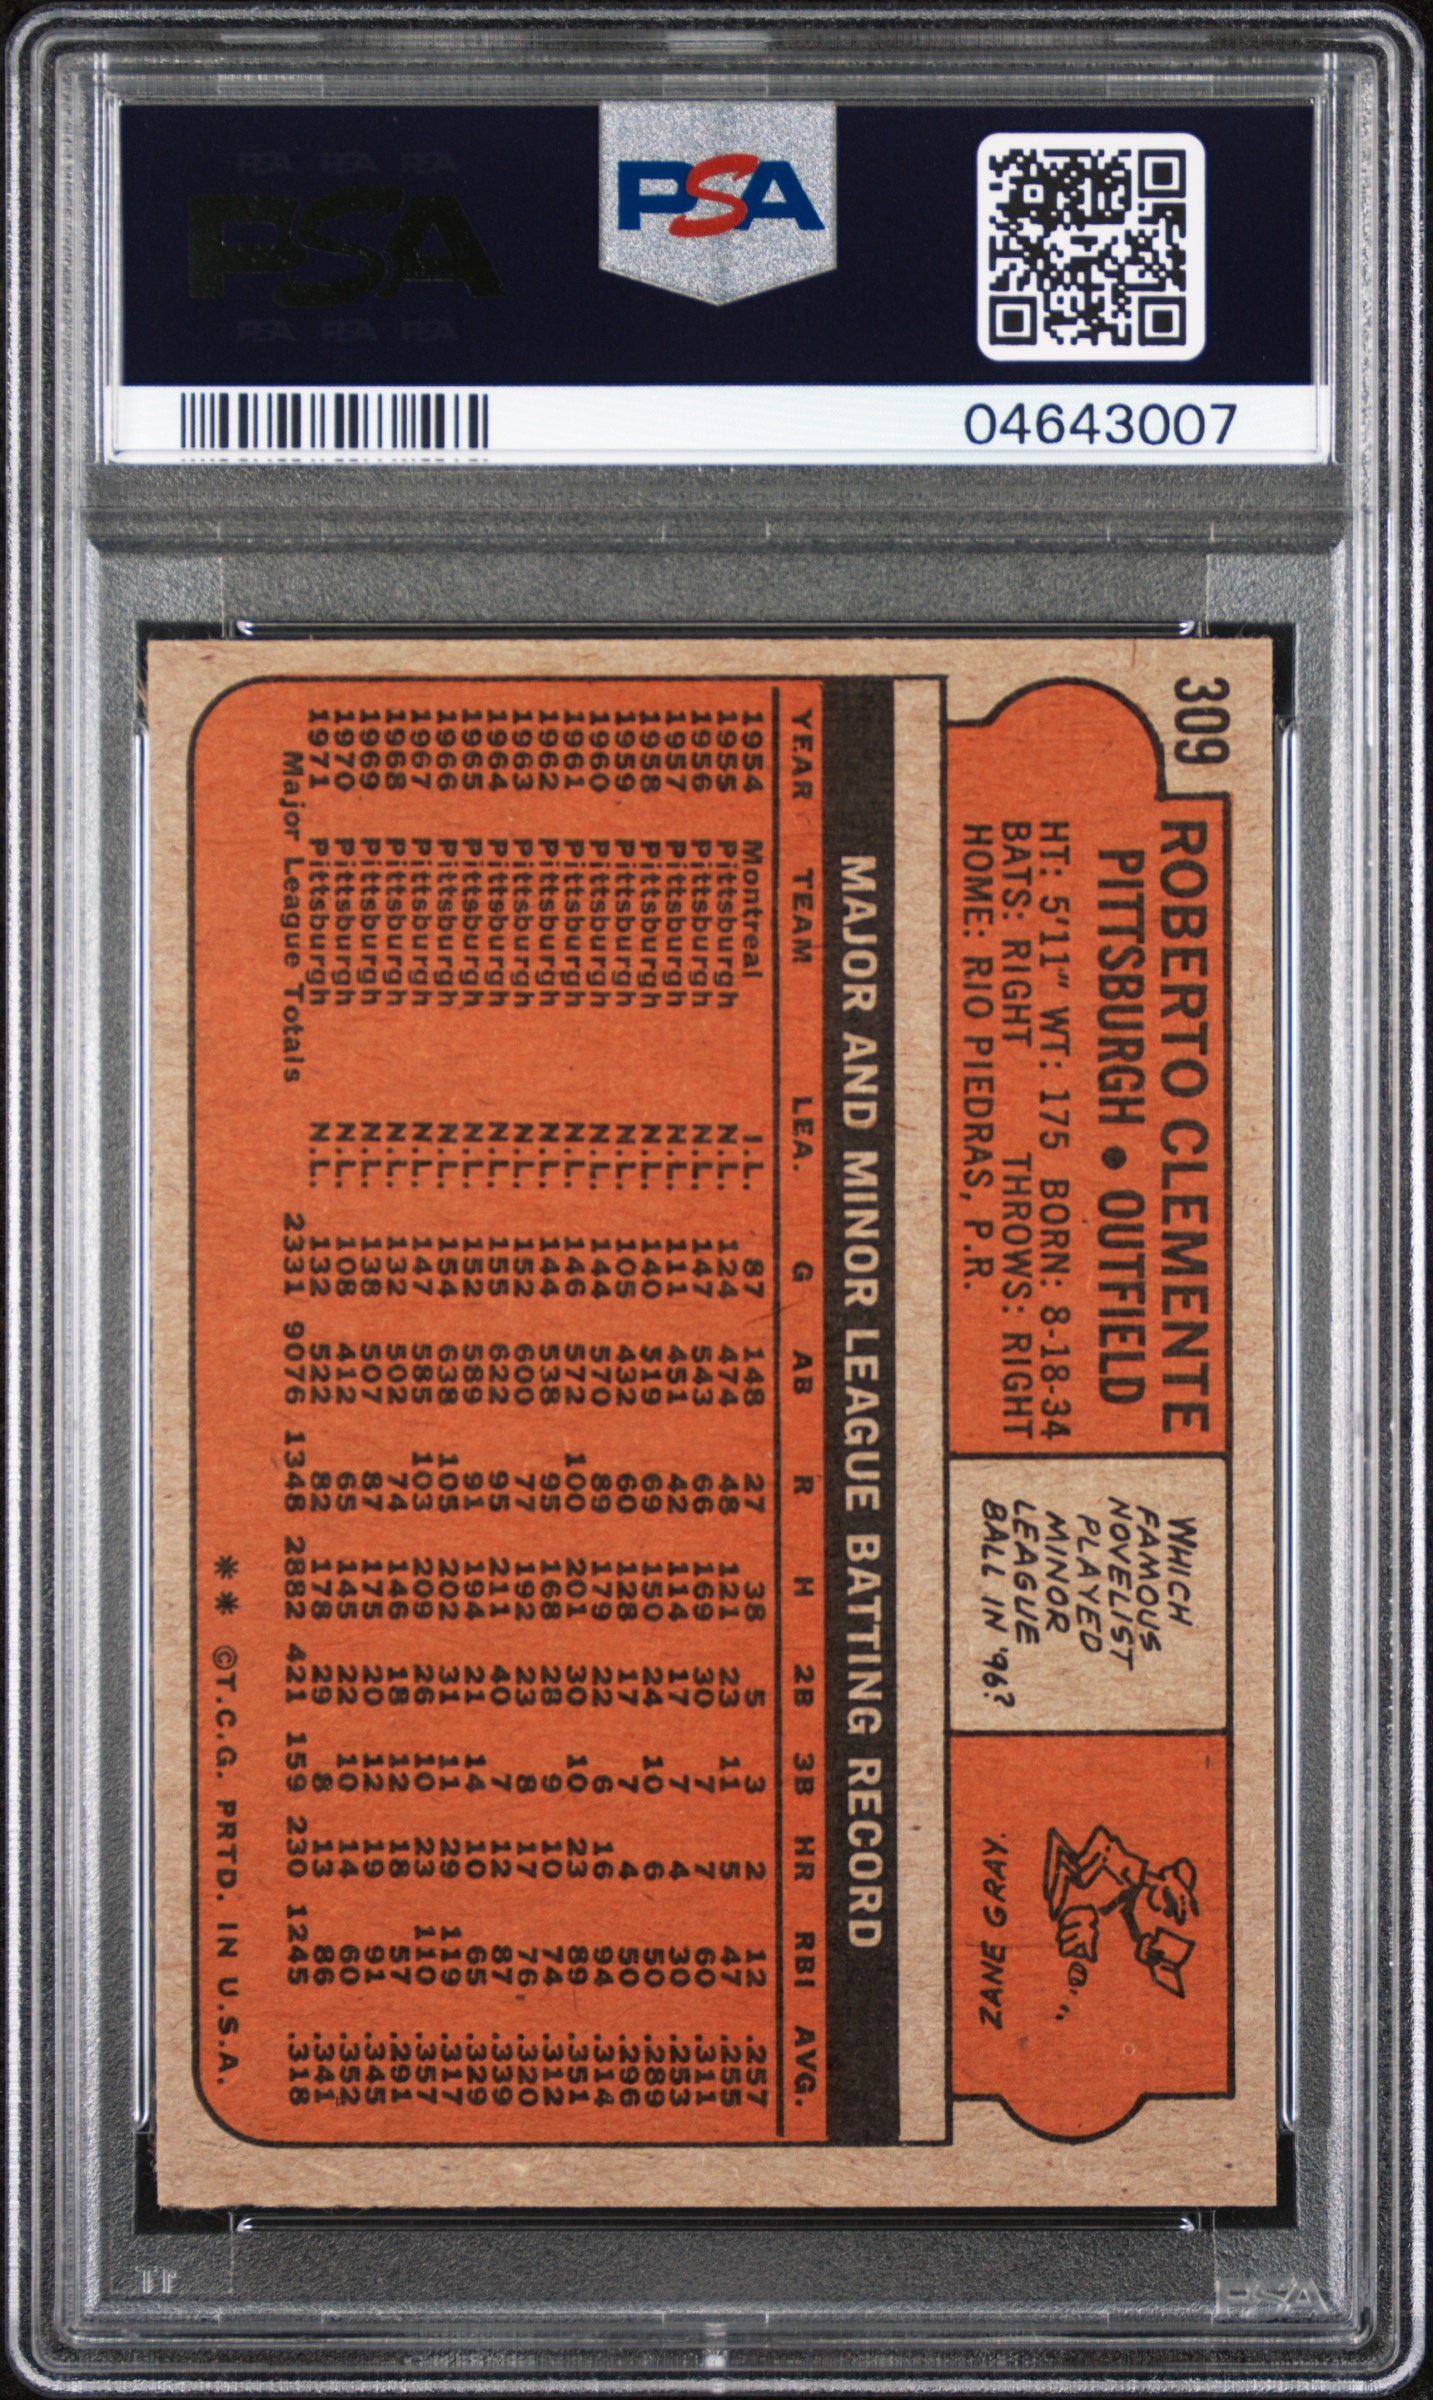 PSA PSA PSA
PSA
PSA PSA PSA
PSA
04643007
309
ROBERTO CLEMENTE
PITTSBURGH • OUTFIELD
HT: 5'11" WT: 175 BORN: 8-18-34
BATS: RIGHT THROWS: RIGHT
HOME: RIO PIEDRAS, P.R.
WHICH
FAMOUS
NOVELIST
PLAYED
MINOR
LEAGUE
BALL IN '96?
ZANE GRAY.
MAJOR AND MINOR LEAGUE BATTING RECORD
YEAR TEAM LEA. G AB R H 2B 3B HR RBI AVG.
1954 Montreal I.L. 87 148 27 38 5 3 2 12 .257
1955 Pittsburgh N.L. 124 474 48 121 23 11 5 47 .255
1956 Pittsburgh N.L. 147 543 66 169 30 7 7 60 .311
1957 Pittsburgh N.L. 111 451 42 114 17 7 4 30 .253
1958 Pittsburgh N.L. 140 519 69 150 24 10 6 50 .289
1959 Pittsburgh N.L. 105 432 60 128 17 7 4 50 .296
1960 Pittsburgh N.L. 144 570 89 179 22 6 16 94 .314
1961 Pittsburgh N.L. 146 572 100 201 30 10 23 89 .351
1962 Pittsburgh N.L. 144 538 95 168 28 9 10 74 .312
1963 Pittsburgh N.L. 152 600 77 192 23 8 17 76 .320
1964 Pittsburgh N.L. 155 622 95 211 40 7 12 87 .339
1965 Pittsburgh N.L. 152 589 91 194 21 14 10 65 .329
1966 Pittsburgh N.L. 154 638 105 202 31 11 29 119 .317
1967 Pittsburgh N.L. 147 585 103 209 26 10 23 110 .357
1968 Pittsburgh N.L. 132 502 74 146 18 12 18 57 .291
1969 Pittsburgh N.L. 138 507 87 175 20 12 19 91 .345
1970 Pittsburgh N.L. 108 412 65 145 22 10 14 60 .352
1971 Pittsburgh N.L. 132 522 82 178 29 8 13 86 .341
Major League Totals 2331 9076 1348 2882 421 159 230 1245 .318
** ©T.C.G. PRTD. IN U.S.A.
PSA